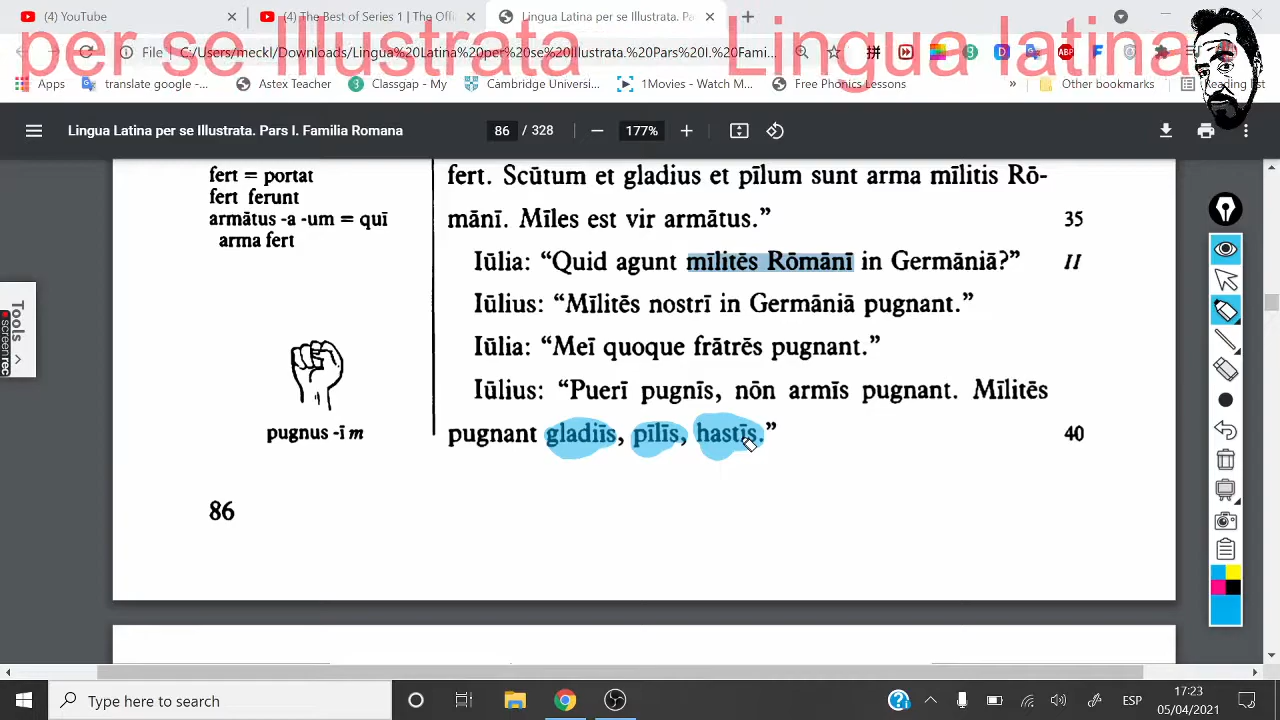 (4) YouTube
(4) The Best of Series 1 | The Offi
Lingua Latina per se Illustrata. Pa
per se Illustrata Lingua latina
File | C:/Users/meckl/Downloads/Lingua%20Latina%20per%20se%20Illustrata.%20Pars%20I.%20Fami...
Apps translate google -... Astex Teacher Classgap - My Cambridge Universi... 1Movies - Watch M... Free Phonics Lessons » Other bookmarks Reading list
Lingua Latina per se Illustrata. Pars I. Familia Romana 86 / 328 − 177% +
fert = portat
fert ferunt
armātus -a -um = quī
arma fert
fert. Scūtum et gladius et pīlum sunt arma mīlitis Rō-
mānī. Mīles est vir armātus.” 35
Iūlia: “Quid agunt mīlitēs Rōmānī in Germāniā?” II
Iūlius: “Mīlitēs nostrī in Germāniā pugnant.”
Iūlia: “Meī quoque frātrēs pugnant.”
Iūlius: “Puerī pugnīs, nōn armīs pugnant. Mīlitēs
pugnant gladiīs, pīlīs, hastīs.” 40
pugnus -ī m
86
Tools
screenrec
Type here to search
ESP
17:23
05/04/2021